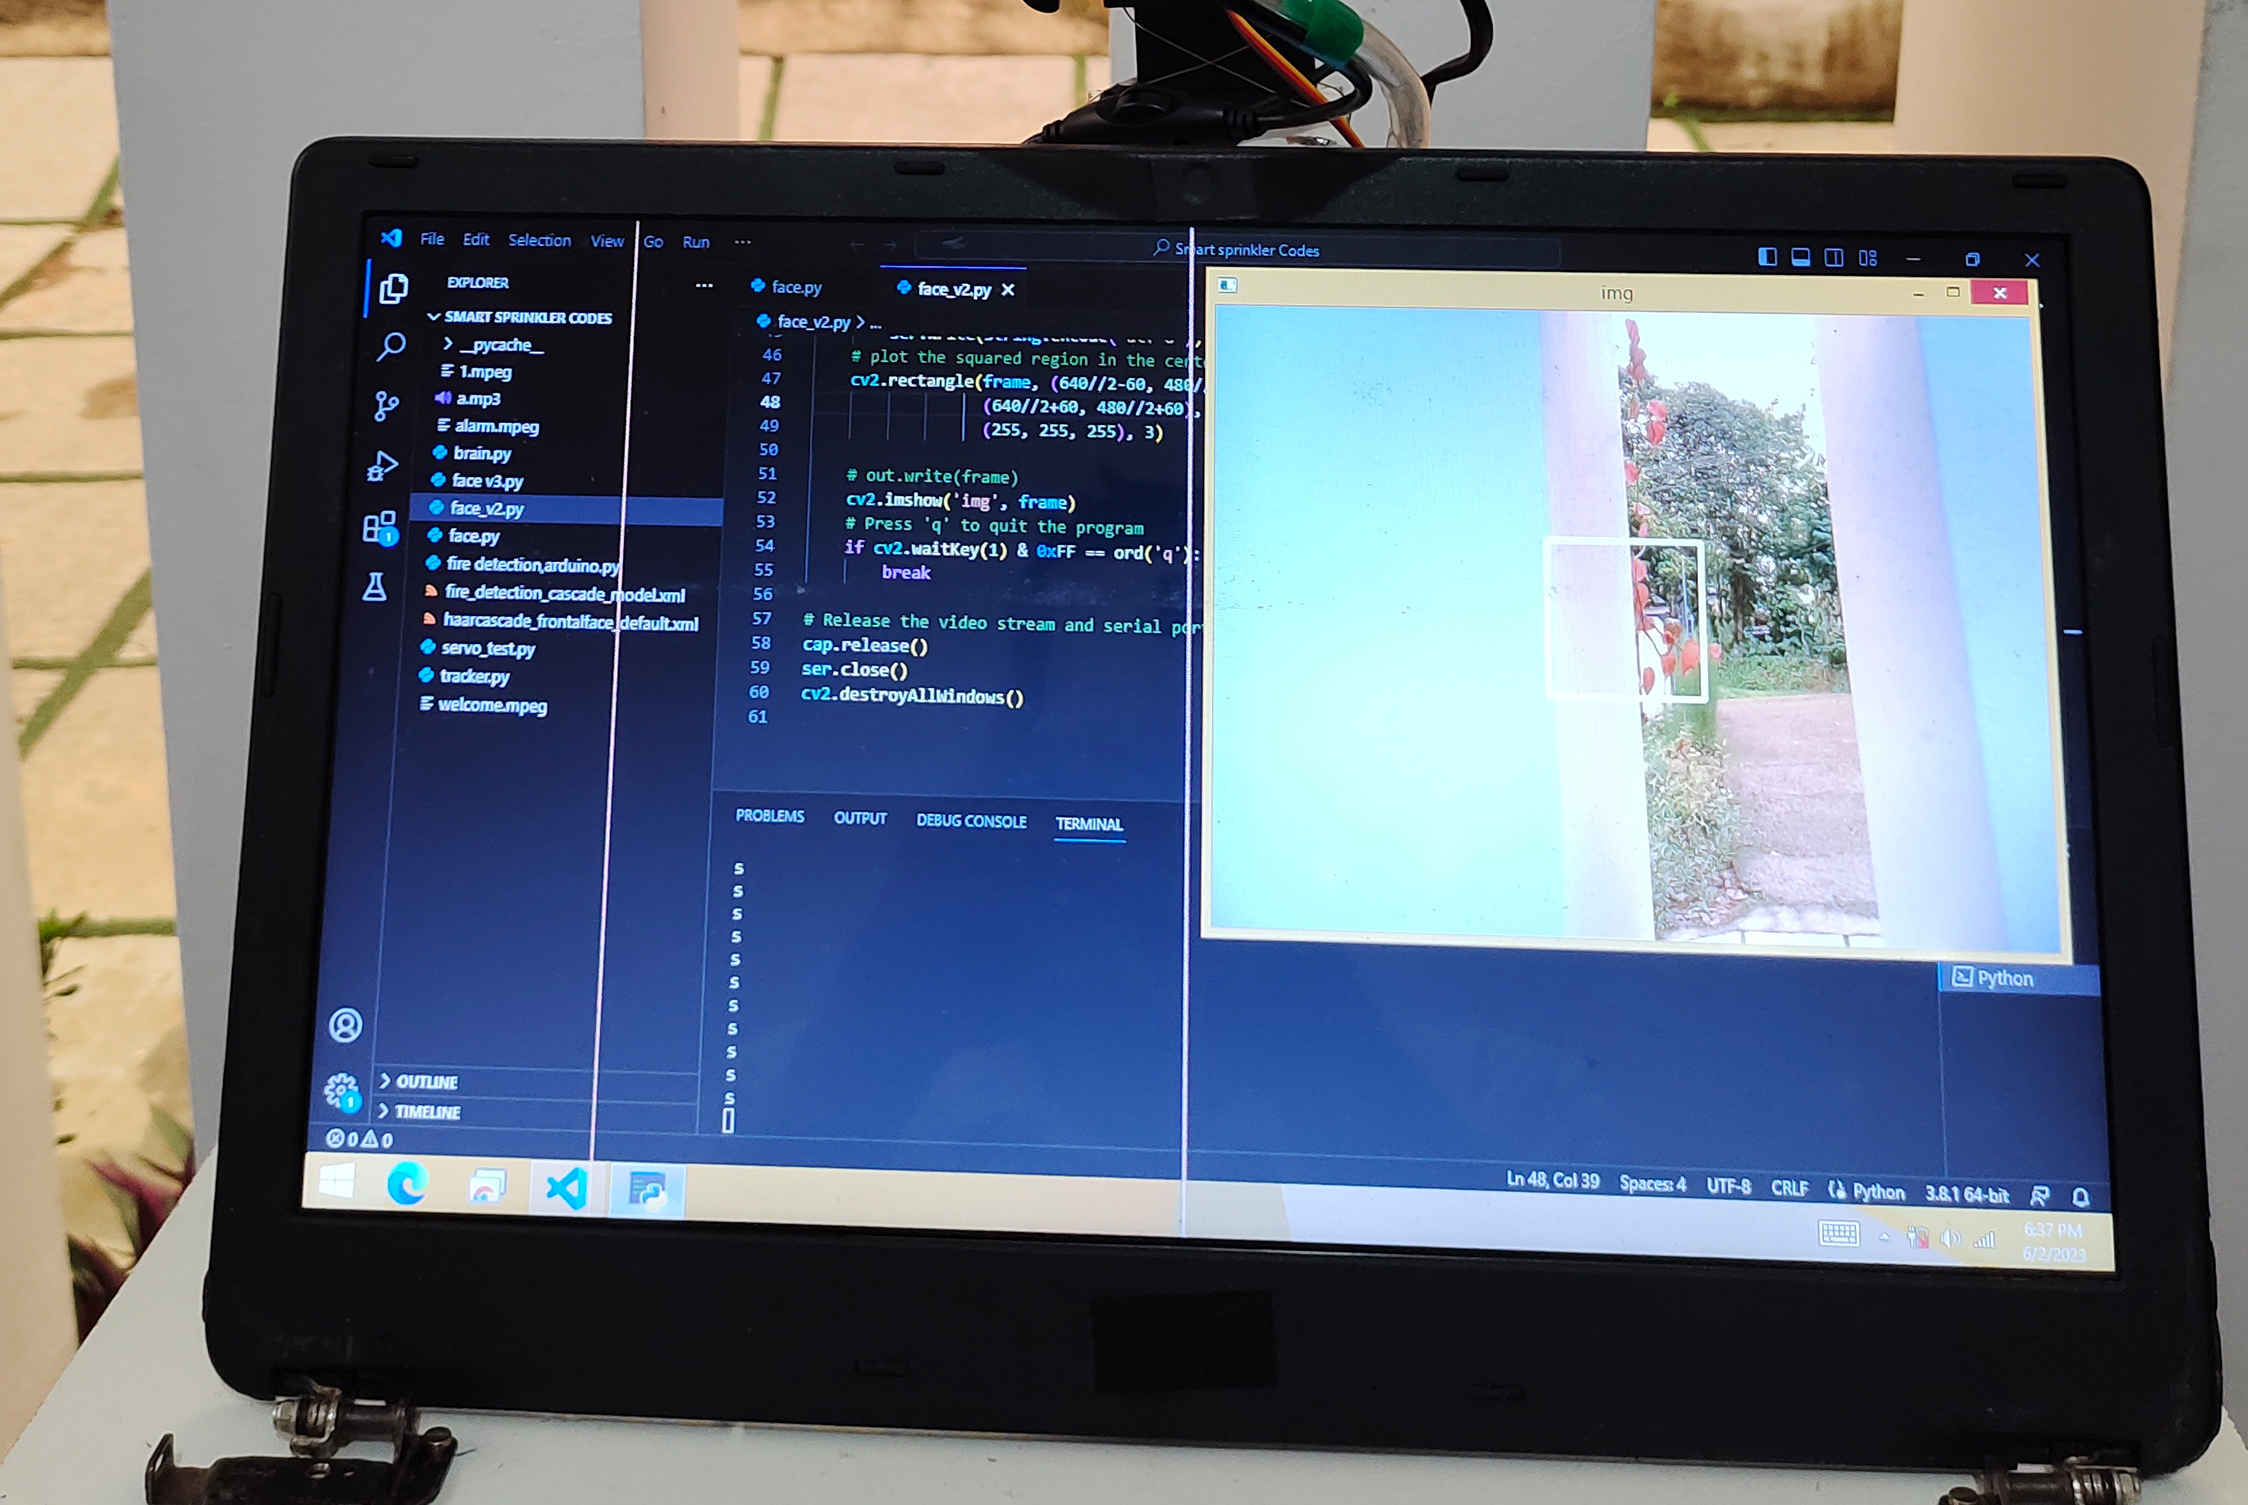 File Edit Selection View Go Run ...
Smart sprinkler Codes
EXPLORER ...
SMART SPRINKLER CODES
__pycache__
1.mpeg
a.mp3
alarm.mpeg
brain.py
face v3.py
face_v2.py
face.py
fire detection,arduino.py
fire_detection_cascade_model.xml
haarcascade_frontalface_default.xml
servo_test.py
tracker.py
welcome.mpeg
OUTLINE
TIMELINE
0 0
face.py face_v2.py
face_v2.py > ...
46 # plot the squared region in the cent
47 cv2.rectangle(frame, (640//2-60, 480/
48 (640//2+60, 480//2+60),
49 (255, 255, 255), 3)
50
51 # out.write(frame)
52 cv2.imshow('img', frame)
53 # Press 'q' to quit the program
54 if cv2.waitKey(1) & 0xFF == ord('q'):
55 break
56
57 # Release the video stream and serial por
58 cap.release()
59 ser.close()
60 cv2.destroyAllWindows()
61
PROBLEMS OUTPUT DEBUG CONSOLE TERMINAL
s
s
s
s
s
s
s
s
s
s
s
img
Python
Ln 48, Col 39 Spaces: 4 UTF-8 CRLF Python 3.8.1 64-bit
6:37 PM
6/2/2023